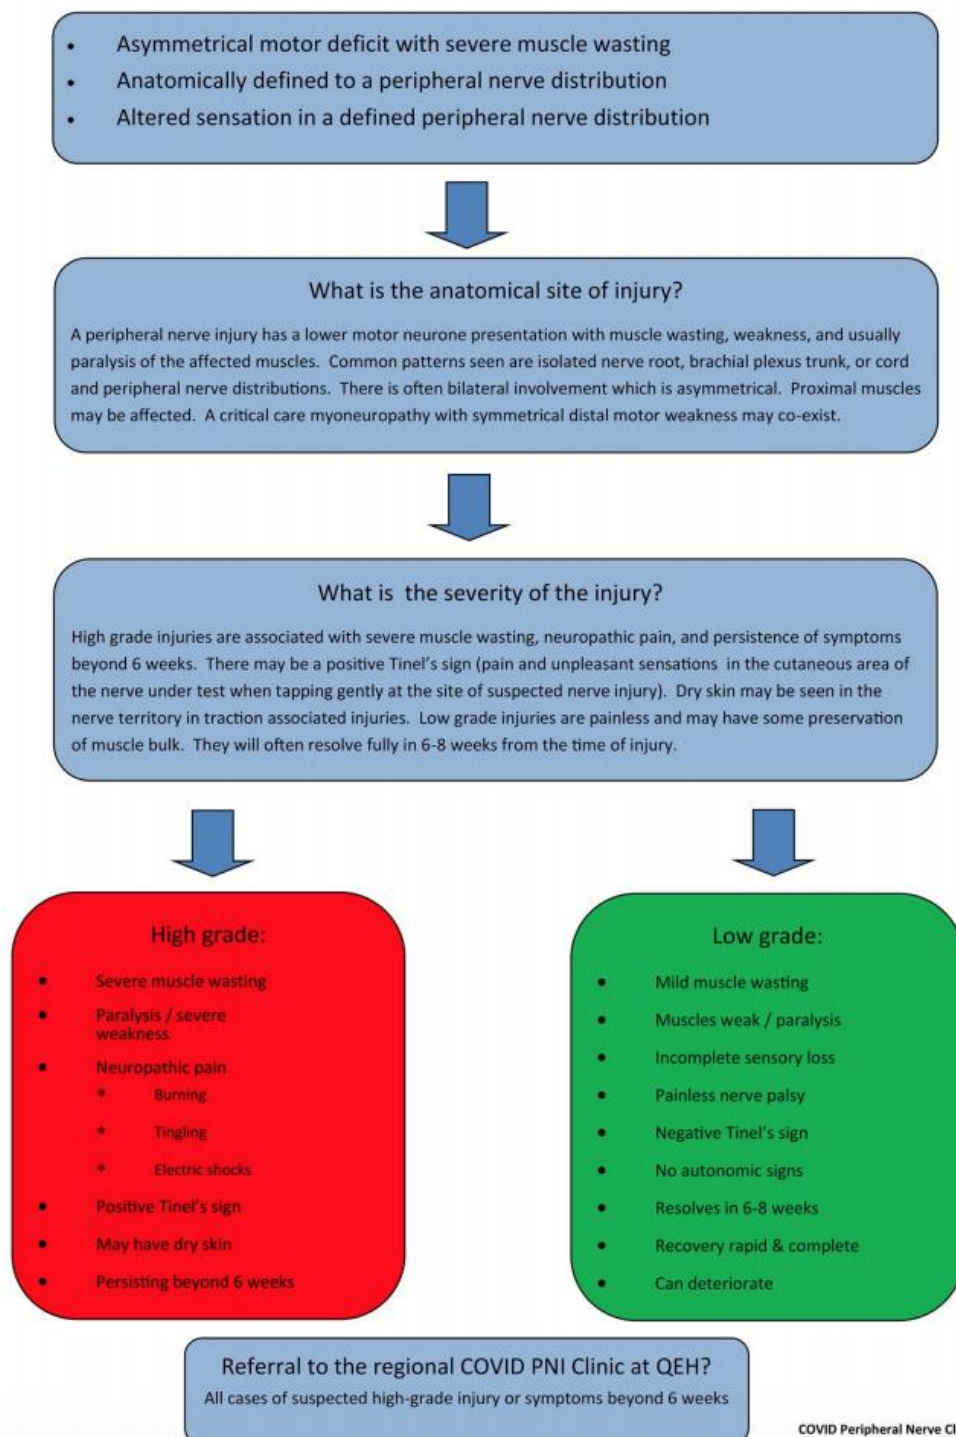 • Asymmetrical motor deficit with severe muscle wasting
• Anatomically defined to a peripheral nerve distribution
• Altered sensation in a defined peripheral nerve distribution
What is the anatomical site of injury?
A peripheral nerve injury has a lower motor neurone presentation with muscle wasting, weakness, and usually
paralysis of the affected muscles. Common patterns seen are isolated nerve root, brachial plexus trunk, or cord
and peripheral nerve distributions. There is often bilateral involvement which is asymmetrical. Proximal muscles
may be affected. A critical care myoneuropathy with symmetrical distal motor weakness may co-exist.
What is the severity of the injury?
High grade injuries are associated with severe muscle wasting, neuropathic pain, and persistence of symptoms
beyond 6 weeks. There may be a positive Tinel's sign (pain and unpleasant sensations in the cutaneous area of
the nerve under test when tapping gently at the site of suspected nerve injury). Dry skin may be seen in the
nerve territory in traction associated injuries. Low grade injuries are painless and may have some preservation
of muscle bulk. They will often resolve fully in 6-8 weeks from the time of injury.
High grade:
• Severe muscle wasting
• Paralysis / severe
weakness
• Neuropathic pain
* Burning
* Tingling
* Electric shocks
• Positive Tinel's sign
• May have dry skin
• Persisting beyond 6 weeks
Low grade:
• Mild muscle wasting
• Muscles weak / paralysis
• Incomplete sensory loss
• Painless nerve palsy
• Negative Tinel's sign
• No autonomic signs
• Resolves in 6-8 weeks
• Recovery rapid & complete
• Can deteriorate
Referral to the regional COVID PNI Clinic at QEH?
All cases of suspected high-grade injury or symptoms beyond 6 weeks
COVID Peripheral Nerve Cl